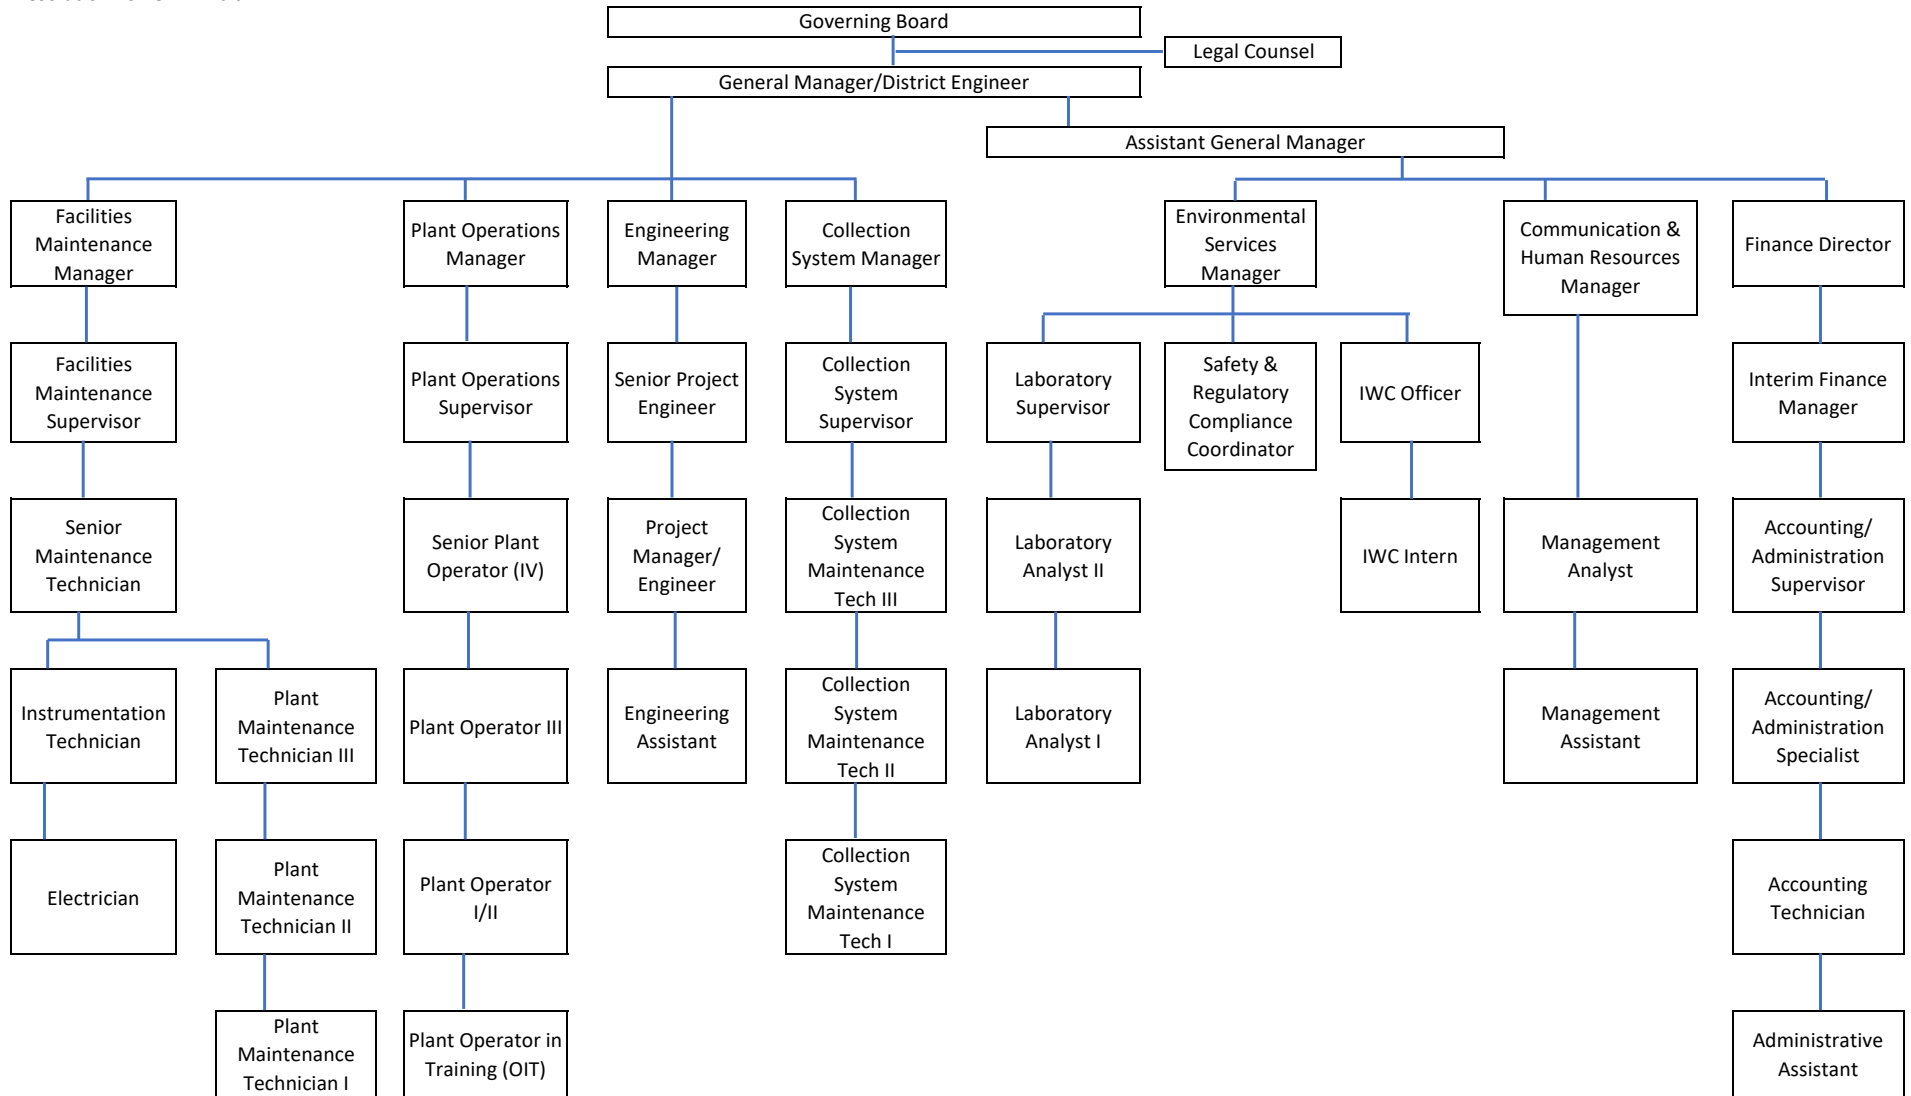 Governing Board
Legal Counsel
General Manager/District Engineer
Assistant General Manager
Facilities
Maintenance
Manager
Plant Operations
Manager
Engineering
Manager
Collection
System Manager
Environmental
Services
Manager
Communication &
Human Resources
Manager
Finance Director
Facilities
Maintenance
Supervisor
Plant Operations
Supervisor
Senior Project
Engineer
Collection
System
Supervisor
Laboratory
Supervisor
Safety &
Regulatory
Compliance
Coordinator
IWC Officer
Interim Finance
Manager
Senior
Maintenance
Technician
Senior Plant
Operator (IV)
Project
Manager/
Engineer
Collection
System
Maintenance
Tech III
Laboratory
Analyst II
IWC Intern
Management
Analyst
Accounting/
Administration
Supervisor
Instrumentation
Technician
Plant
Maintenance
Technician III
Plant Operator III
Engineering
Assistant
Collection
System
Maintenance
Tech II
Laboratory
Analyst I
Management
Assistant
Accounting/
Administration
Specialist
Electrician
Plant
Maintenance
Technician II
Plant Operator
I/II
Collection
System
Maintenance
Tech I
Accounting
Technician
Plant
Maintenance
Technician I
Plant Operator in
Training (OIT)
Administrative
Assistant